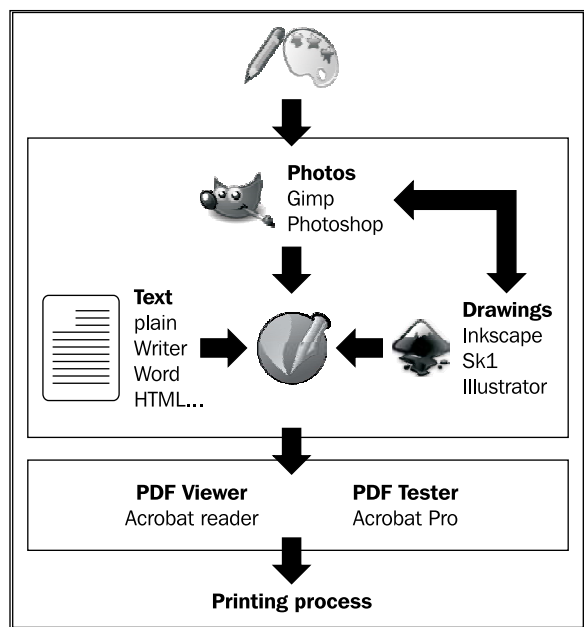 Photos
Gimp
Photoshop
Text
plain
Writer
Word
HTML...
Drawings
Inkscape
Sk1
Illustrator
PDF Viewer
Acrobat reader
PDF Tester
Acrobat Pro
Printing process